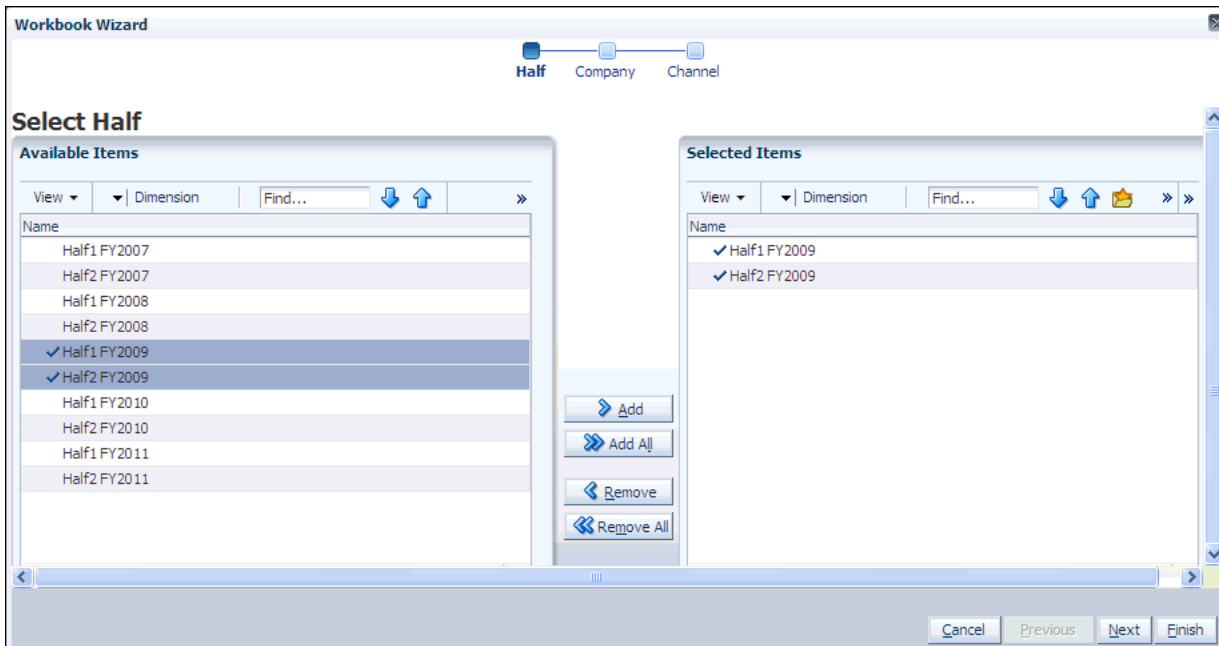 Workbook Wizard
Half Company Channel
Select Half
Available Items
View Dimension Find... »
Name
Half1 FY2007
Half2 FY2007
Half1 FY2008
Half2 FY2008
Half1 FY2009
Half2 FY2009
Half1 FY2010
Half2 FY2010
Half1 FY2011
Half2 FY2011
Add
Add All
Remove
Remove All
Selected Items
View Dimension Find... » »
Name
Half1 FY2009
Half2 FY2009
Cancel Previous Next Finish